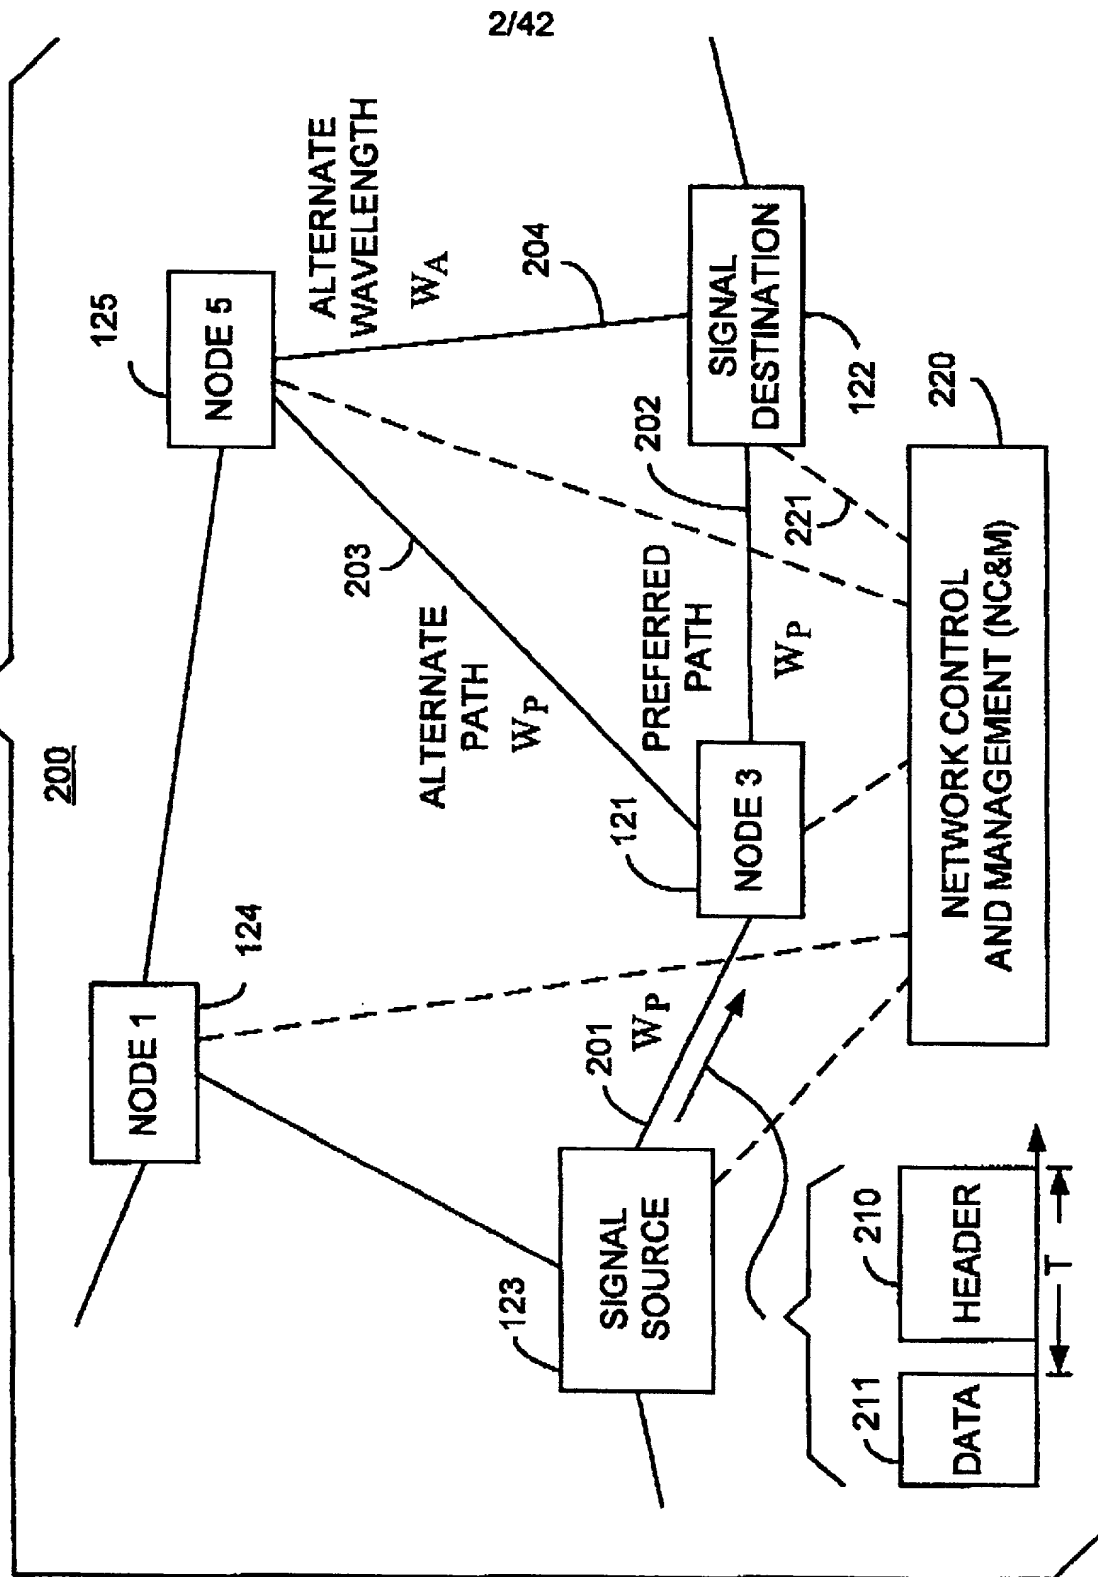 2/42
200
NODE 1
124
NODE 5
125
ALTERNATE
WAVELENGTH
WA
204
203
ALTERNATE
PATH
WP
PREFERRED
PATH
WP
202
SIGNAL
DESTINATION
122
221
220
NODE 3
121
SIGNAL
SOURCE
123
201
WP
NETWORK CONTROL
AND MANAGEMENT (NC&M)
DATA
211
HEADER
210
T